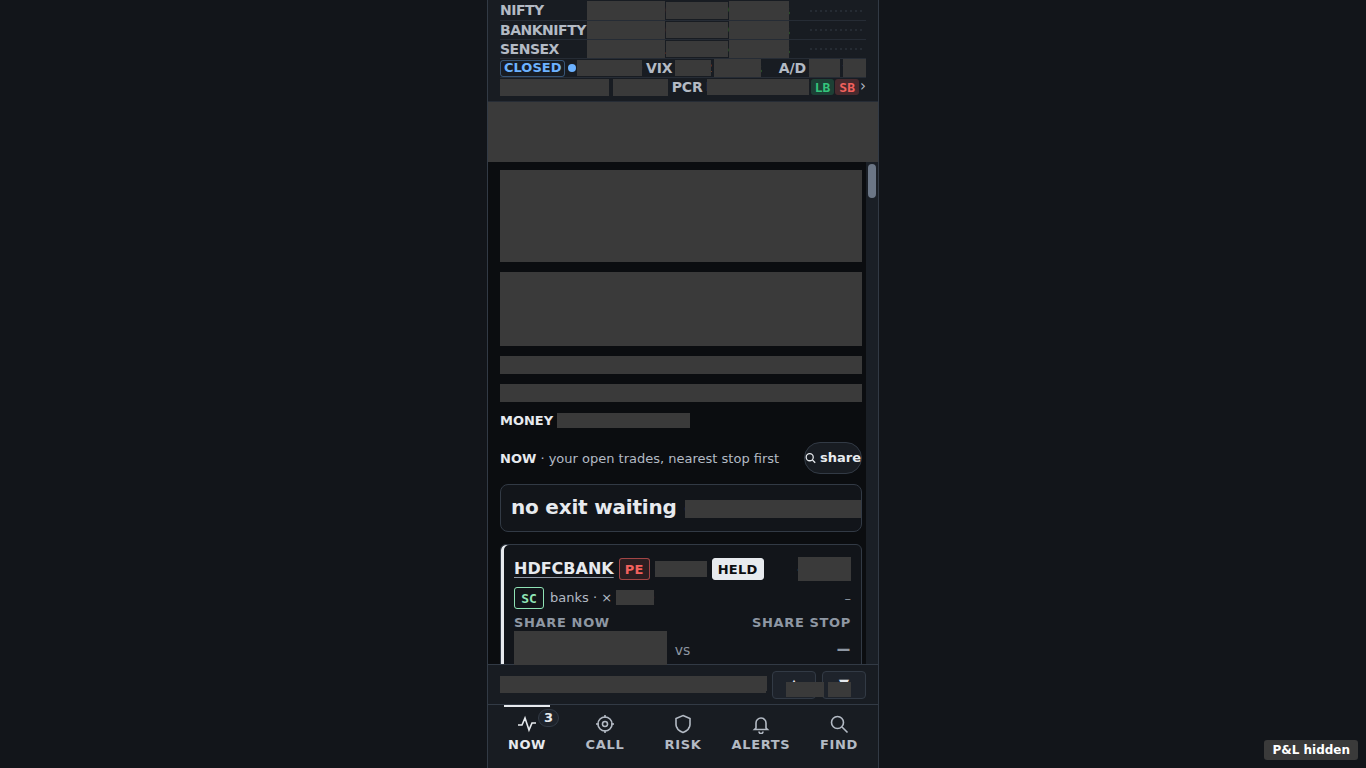 NIFTY
BANKNIFTY
SENSEX
CLOSED VIX A/D
PCR LB SB ›
MONEY
NOW · your open trades, nearest stop first share
no exit waiting
HDFCBANK PE HELD
SC banks · × –
SHARE NOW SHARE STOP
vs —
3
NOW CALL RISK ALERTS FIND
P&L hidden